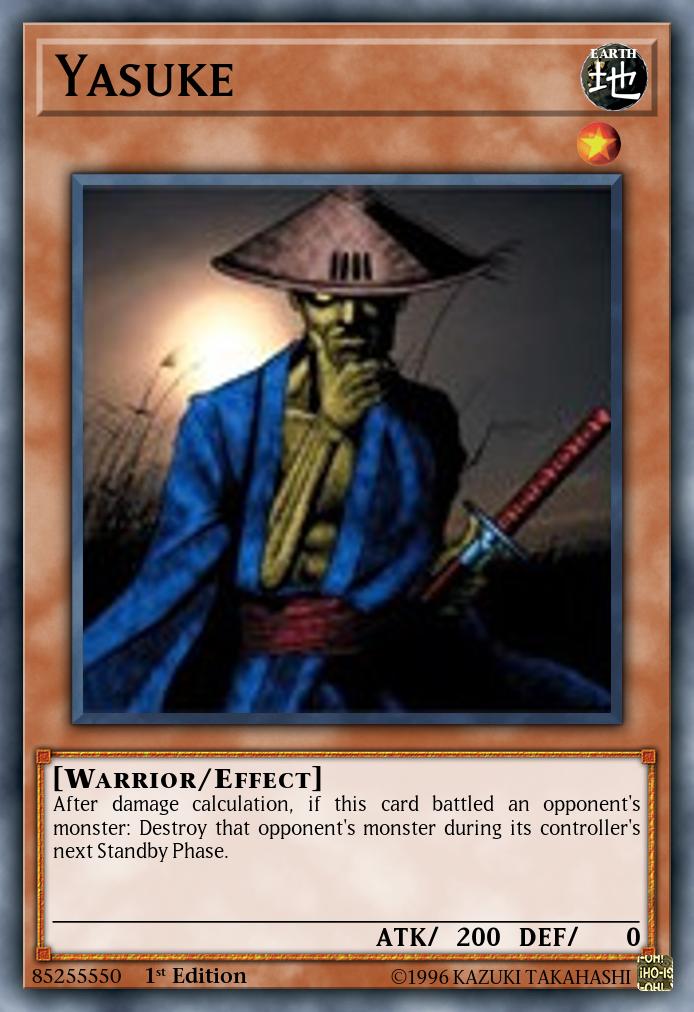 Yasuke
EARTH
地
[Warrior/Effect]
After damage calculation, if this card battled an opponent's
monster: Destroy that opponent's monster during its controller's
next Standby Phase.
ATK/ 200 DEF/ 0
85255550 1st Edition ©1996 KAZUKI TAKAHASHI